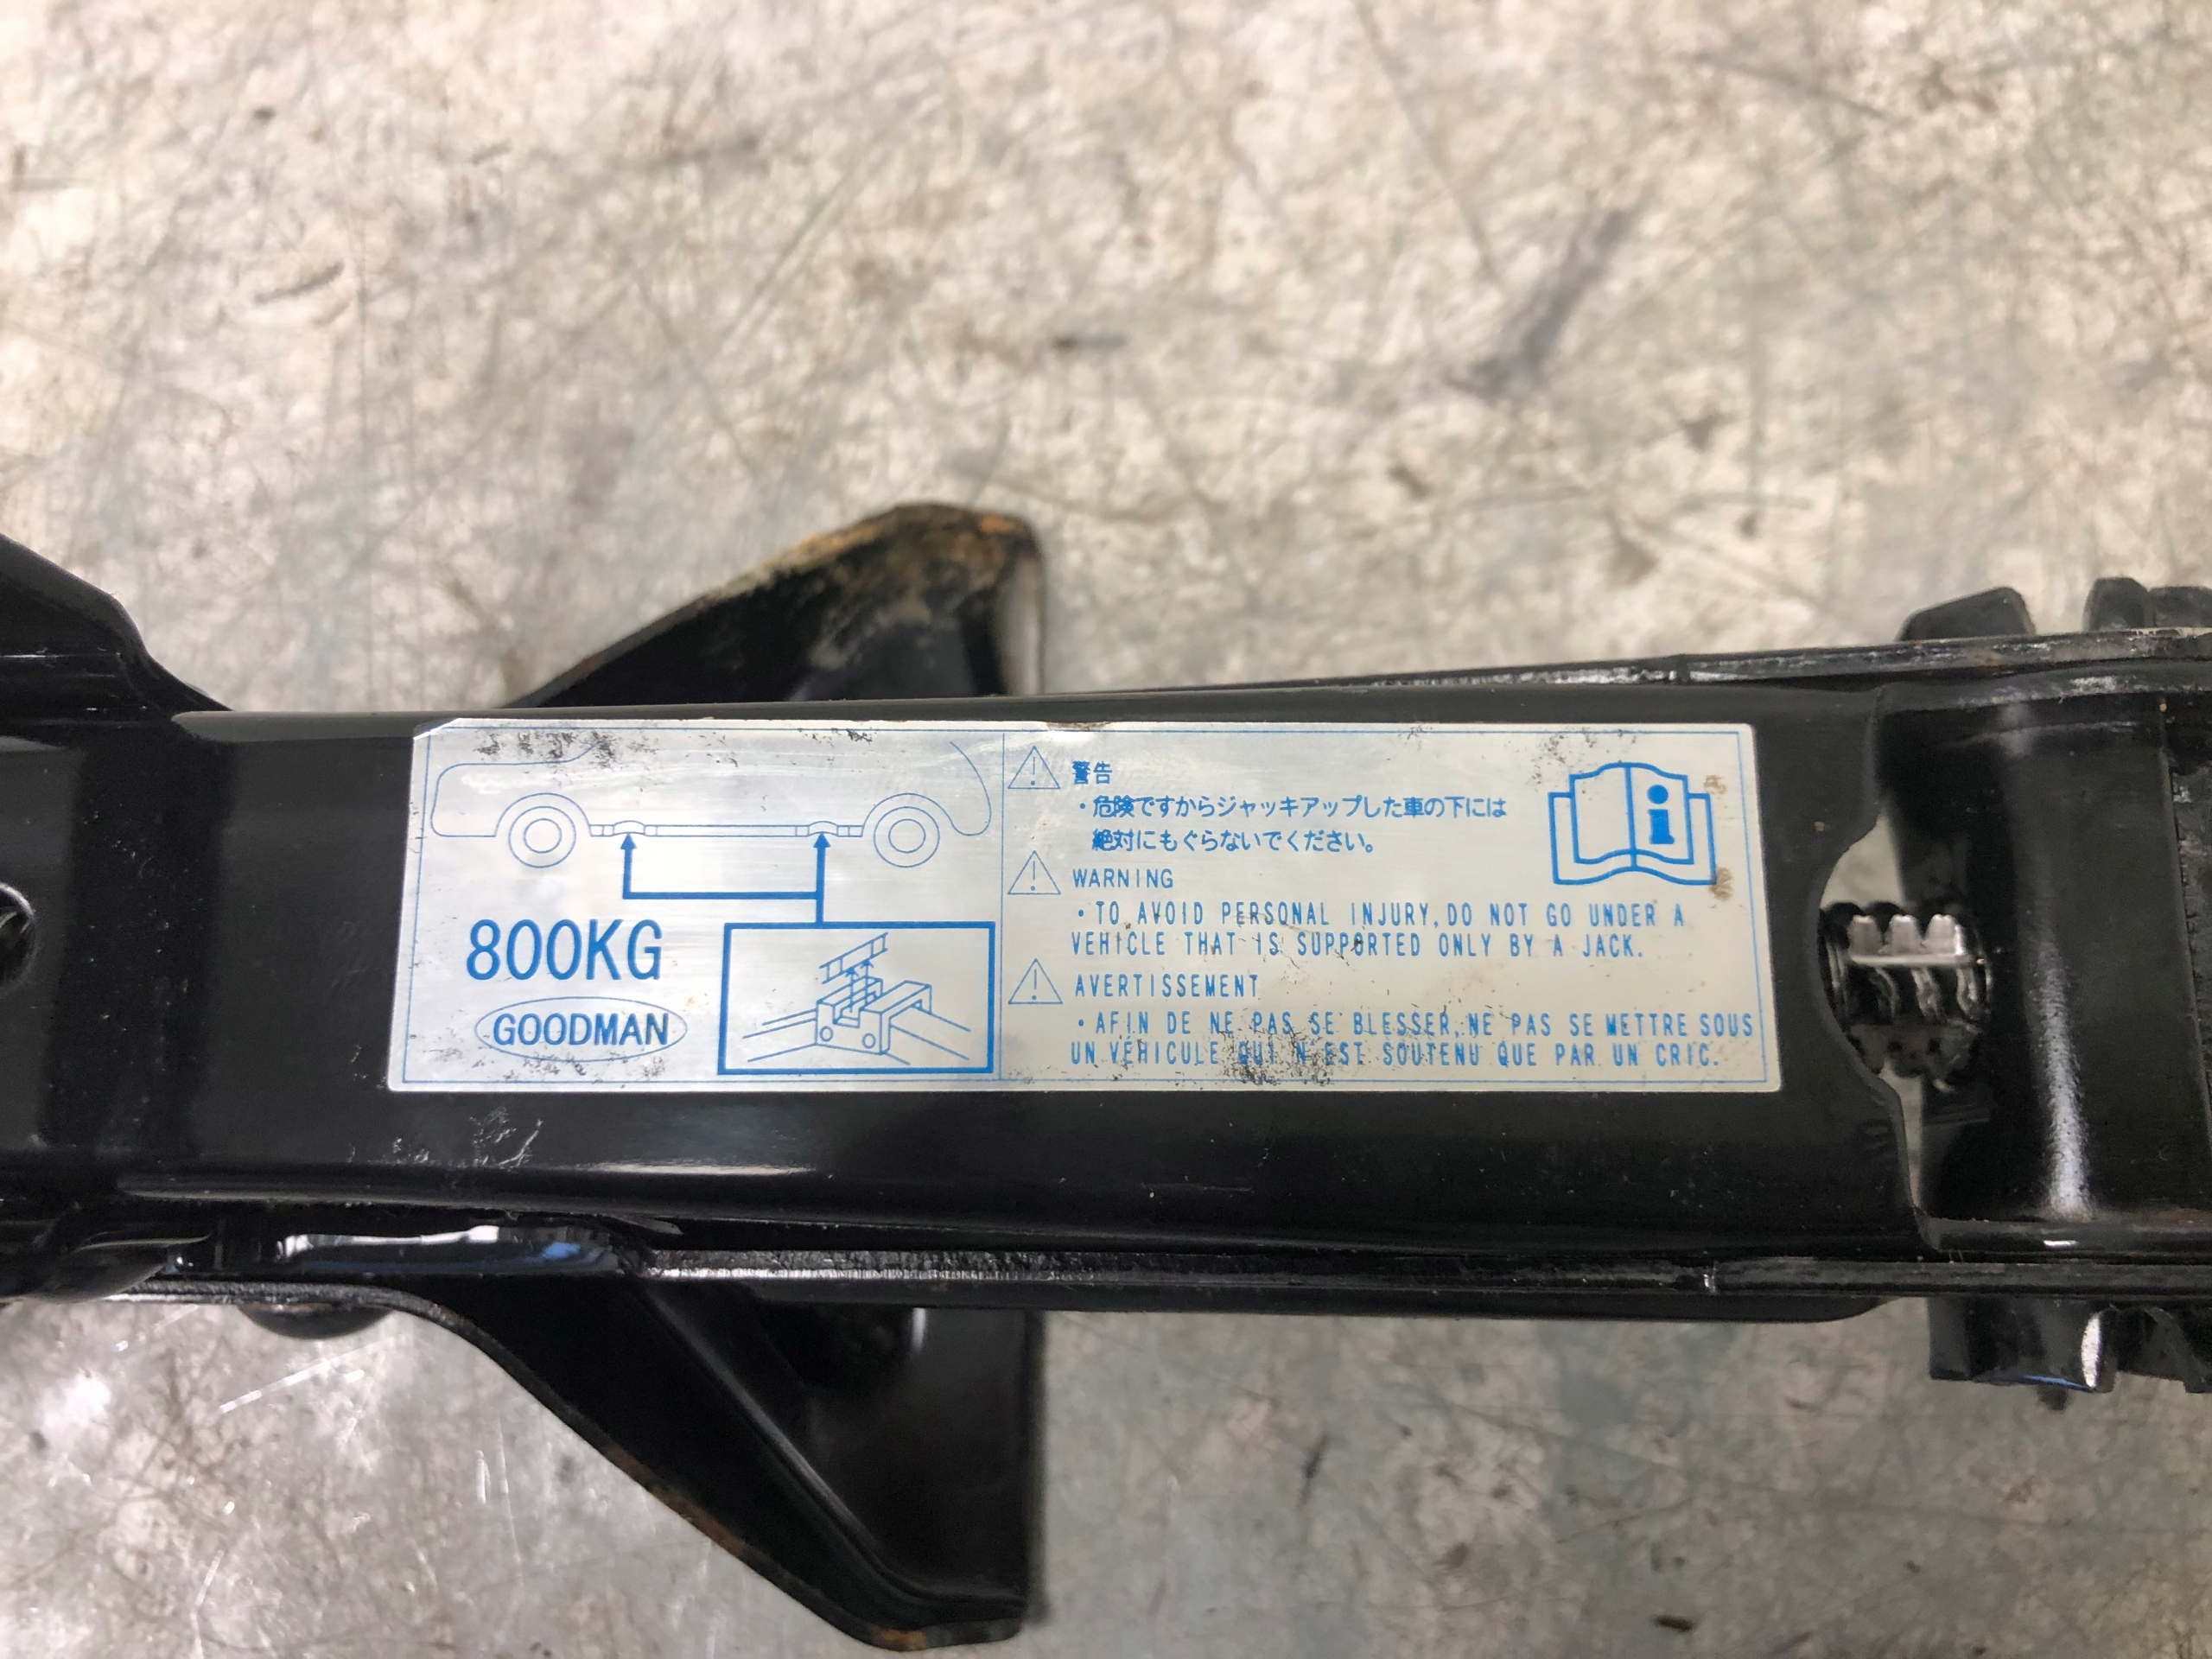 800KG
GOODMAN
警告
・危険ですからジャッキアップした車の下には
絶対にもぐらないでください。
WARNING
・TO AVOID PERSONAL INJURY, DO NOT GO UNDER A
VEHICLE THAT IS SUPPORTED ONLY BY A JACK.
AVERTISSEMENT
・AFIN DE NE PAS SE BLESSER, NE PAS SE METTRE SOUS
UN VÉHICULE QUI N'EST SOUTENU QUE PAR UN CRIC.